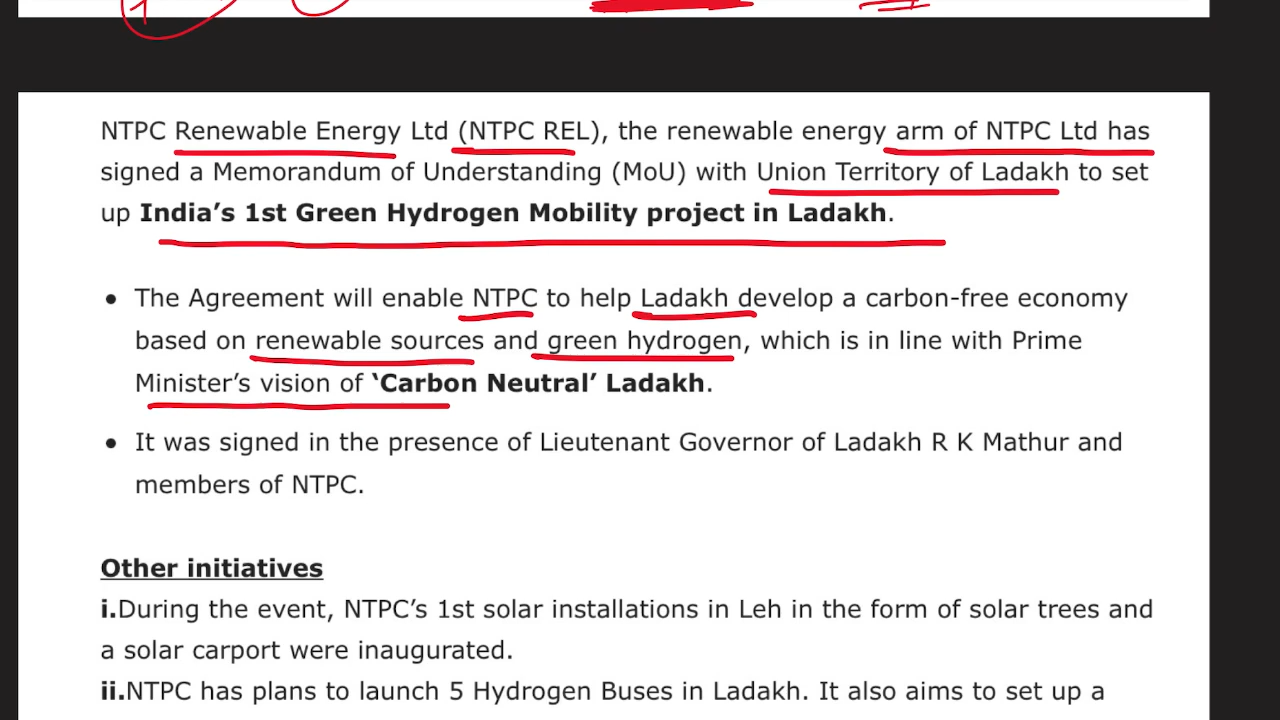 NTPC Renewable Energy Ltd (NTPC REL), the renewable energy arm of NTPC Ltd has
signed a Memorandum of Understanding (MoU) with Union Territory of Ladakh to set
up India’s 1st Green Hydrogen Mobility project in Ladakh.
• The Agreement will enable NTPC to help Ladakh develop a carbon-free economy
based on renewable sources and green hydrogen, which is in line with Prime
Minister’s vision of ‘Carbon Neutral’ Ladakh.
• It was signed in the presence of Lieutenant Governor of Ladakh R K Mathur and
members of NTPC.
Other initiatives
i.During the event, NTPC’s 1st solar installations in Leh in the form of solar trees and
a solar carport were inaugurated.
ii.NTPC has plans to launch 5 Hydrogen Buses in Ladakh. It also aims to set up a